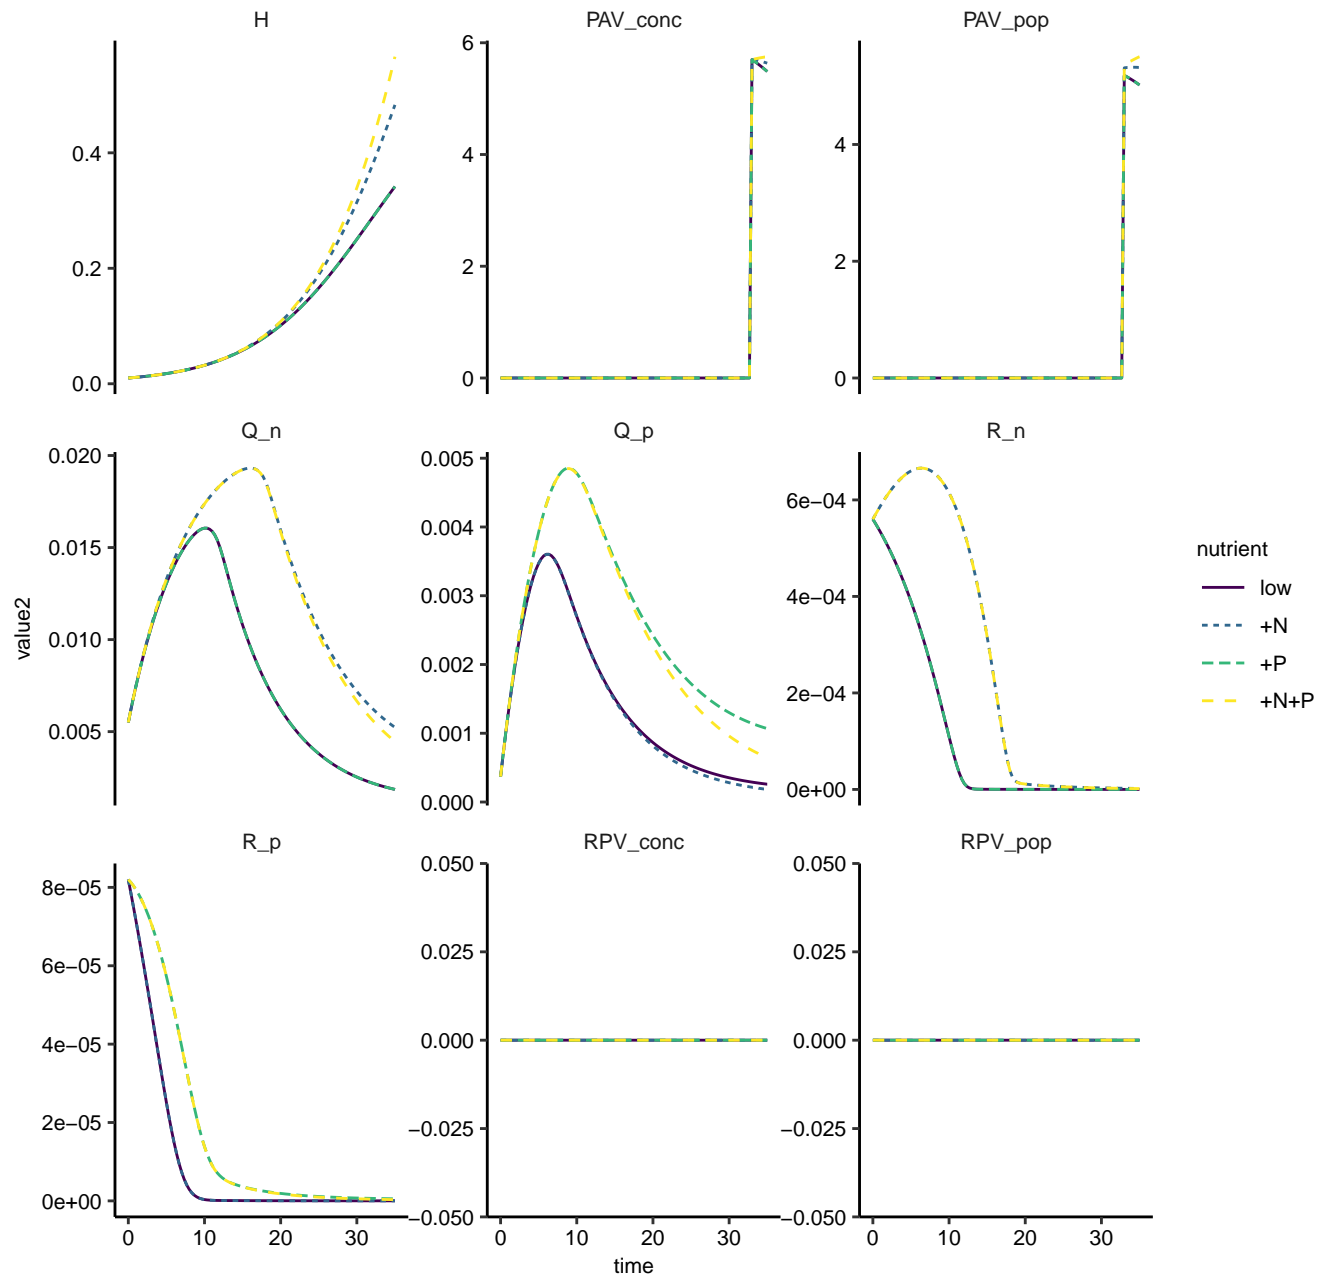 H
PAV_conc
PAV_pop
0.4
0.2
0.0
6
4
2
0
4
2
0
Q_n
Q_p
R_n
0.020
0.015
0.010
0.005
0.005
0.004
0.003
0.002
0.001
0.000
6e−04
4e−04
2e−04
0e+00
value2
nutrient
low
+N
+P
+N+P
R_p
RPV_conc
RPV_pop
8e−05
6e−05
4e−05
2e−05
0e+00
0.050
0.025
0.000
−0.025
−0.050
0.050
0.025
0.000
−0.025
−0.050
0 10 20 30
0 10 20 30
0 10 20 30
time